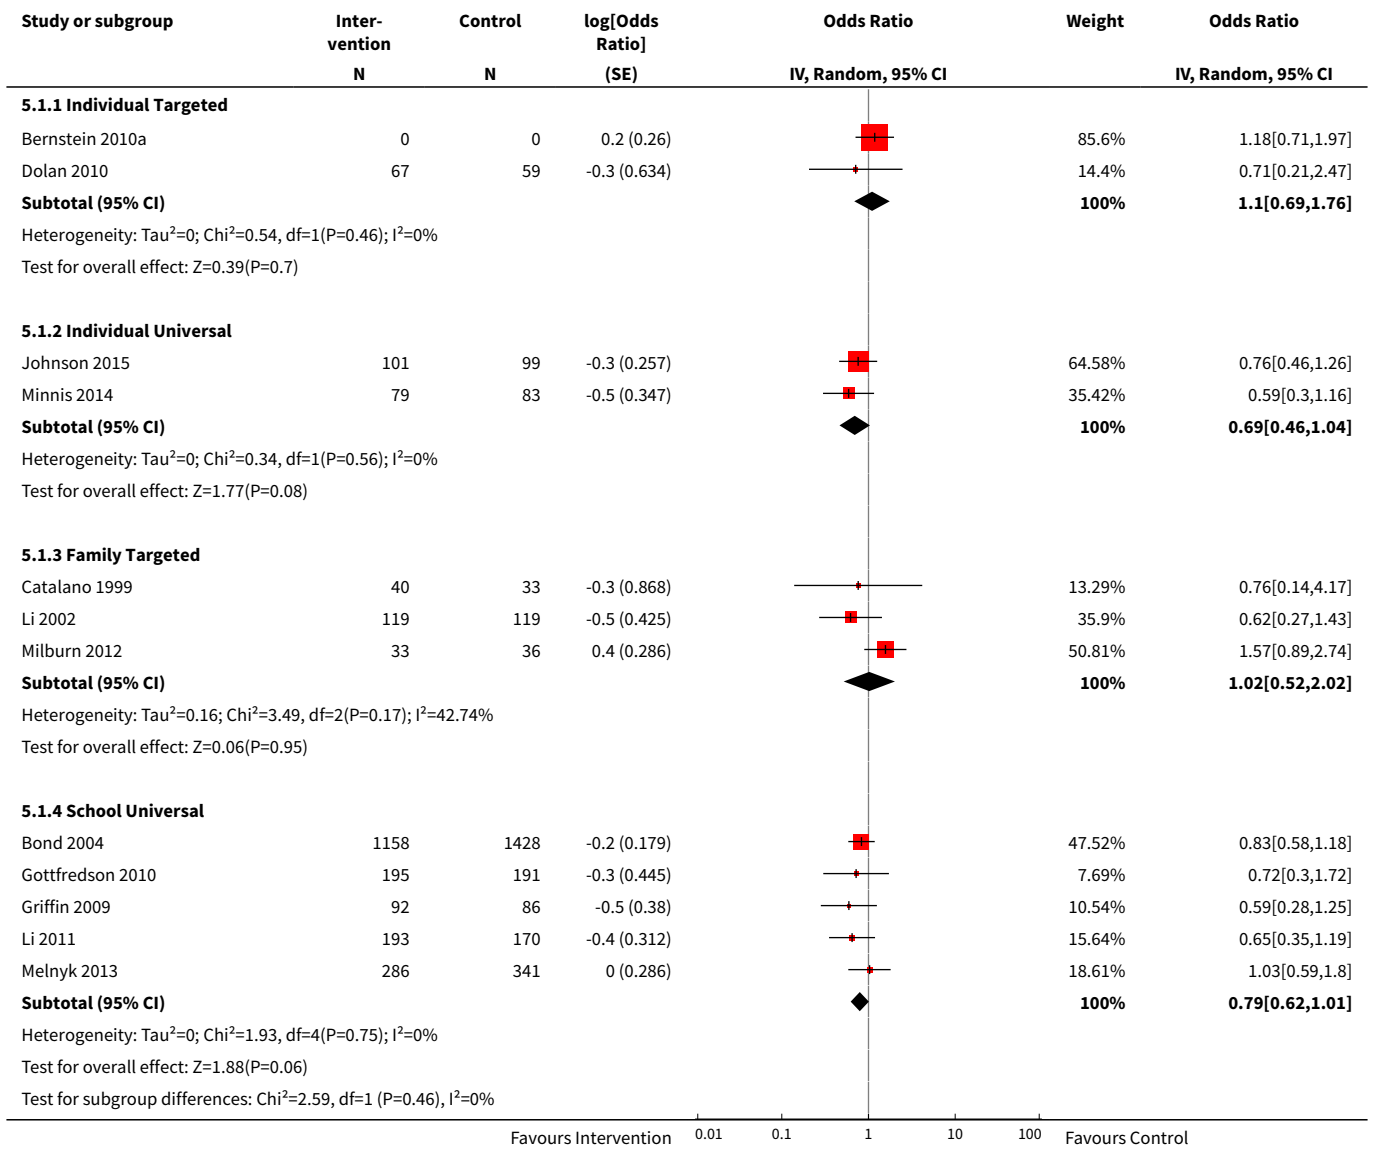 Study or subgroup Inter- Control log[Odds Odds Ratio Weight Odds Ratio
vention Ratio]
N N (SE) IV, Random, 95% CI IV, Random, 95% CI
5.1.1 Individual Targeted
Bernstein 2010a 0 0 0.2 (0.26) 85.6% 1.18[0.71,1.97]
Dolan 2010 67 59 -0.3 (0.634) 14.4% 0.71[0.21,2.47]
Subtotal (95% CI) 100% 1.1[0.69,1.76]
Heterogeneity: Tau²=0; Chi²=0.54, df=1(P=0.46); I²=0%
Test for overall effect: Z=0.39(P=0.7)
5.1.2 Individual Universal
Johnson 2015 101 99 -0.3 (0.257) 64.58% 0.76[0.46,1.26]
Minnis 2014 79 83 -0.5 (0.347) 35.42% 0.59[0.3,1.16]
Subtotal (95% CI) 100% 0.69[0.46,1.04]
Heterogeneity: Tau²=0; Chi²=0.34, df=1(P=0.56); I²=0%
Test for overall effect: Z=1.77(P=0.08)
5.1.3 Family Targeted
Catalano 1999 40 33 -0.3 (0.868) 13.29% 0.76[0.14,4.17]
Li 2002 119 119 -0.5 (0.425) 35.9% 0.62[0.27,1.43]
Milburn 2012 33 36 0.4 (0.286) 50.81% 1.57[0.89,2.74]
Subtotal (95% CI) 100% 1.02[0.52,2.02]
Heterogeneity: Tau²=0.16; Chi²=3.49, df=2(P=0.17); I²=42.74%
Test for overall effect: Z=0.06(P=0.95)
5.1.4 School Universal
Bond 2004 1158 1428 -0.2 (0.179) 47.52% 0.83[0.58,1.18]
Gottfredson 2010 195 191 -0.3 (0.445) 7.69% 0.72[0.3,1.72]
Griffin 2009 92 86 -0.5 (0.38) 10.54% 0.59[0.28,1.25]
Li 2011 193 170 -0.4 (0.312) 15.64% 0.65[0.35,1.19]
Melnyk 2013 286 341 0 (0.286) 18.61% 1.03[0.59,1.8]
Subtotal (95% CI) 100% 0.79[0.62,1.01]
Heterogeneity: Tau²=0; Chi²=1.93, df=4(P=0.75); I²=0%
Test for overall effect: Z=1.88(P=0.06)
Test for subgroup differences: Chi²=2.59, df=1 (P=0.46), I²=0%
Favours Intervention 0.01 0.1 1 10 100 Favours Control